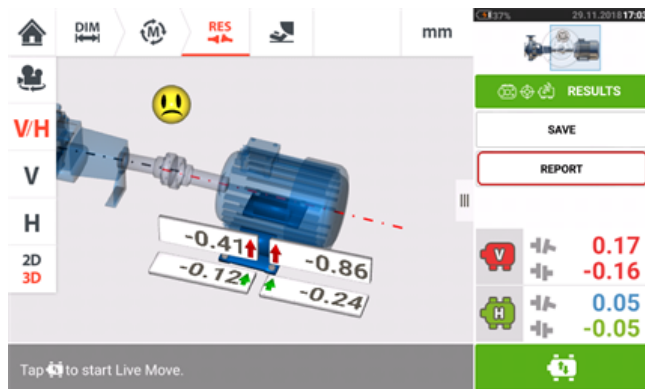 DIM
M
RES
mm
37%
29.11.2018 17:03
V/H
V
H
2D
3D
-0.41
-0.86
-0.12
-0.24
RESULTS
SAVE
REPORT
V
0.17
-0.16
H
0.05
-0.05
Tap to start Live Move.